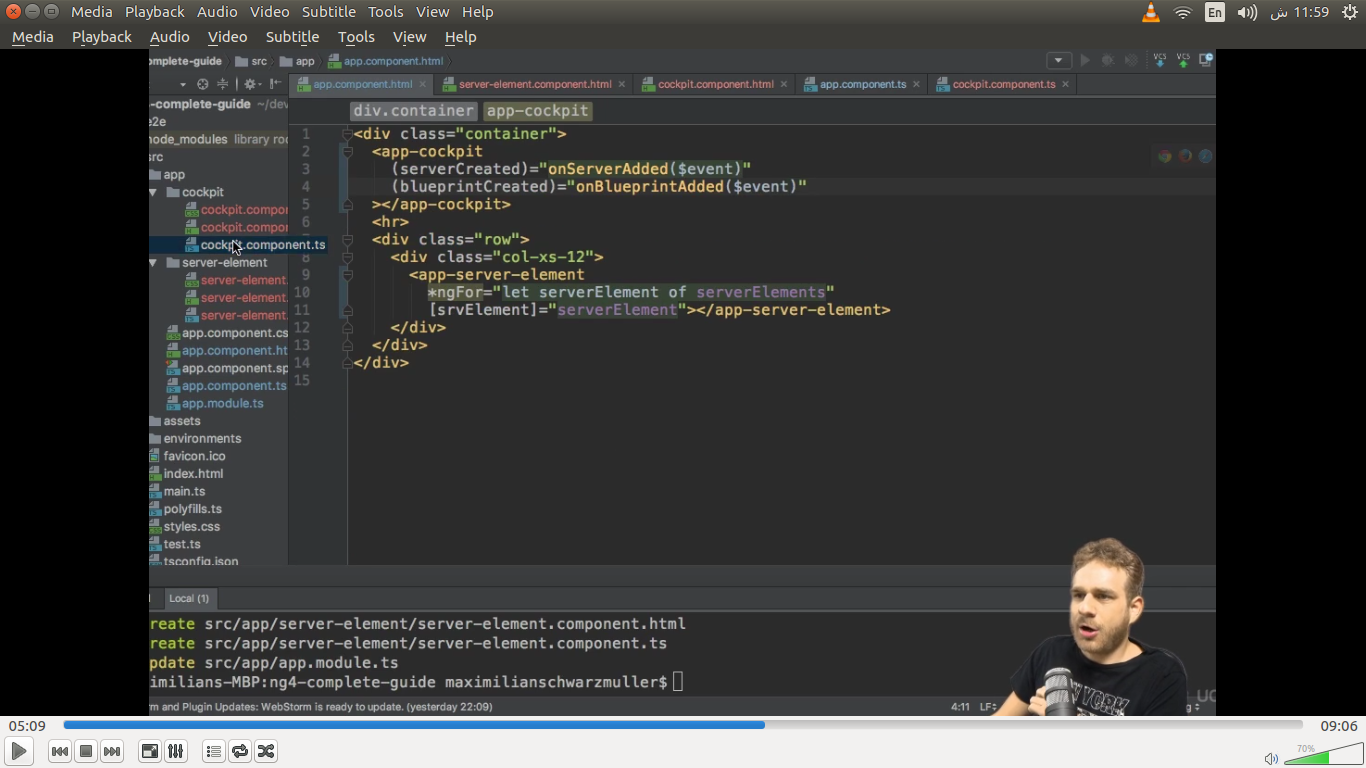 Media Playback Audio Video Subtitle Tools View Help
En 11:59 ش
Media Playback Audio Video Subtitle Tools View Help
omplete-guide src app app.component.html
VCS VCS
app.component.html server-element.component.html cockpit.component.html app.component.ts cockpit.component.ts
-complete-guide ~/dev
e2e
node_modules library roo
src
app
cockpit
cockpit.compor
cockpit.compor
cockpit.component.ts
server-element
server-element.
server-element.
server-element.
app.component.cs
app.component.ht
app.component.sp
app.component.ts
app.module.ts
assets
environments
favicon.ico
index.html
main.ts
polyfills.ts
styles.css
test.ts
tsconfig.json
div.container app-cockpit
1 <div class="container">
2 <app-cockpit
3 (serverCreated)="onServerAdded($event)"
4 (blueprintCreated)="onBlueprintAdded($event)"
5 ></app-cockpit>
6 <hr>
7 <div class="row">
8 <div class="col-xs-12">
9 <app-server-element
10 *ngFor="let serverElement of serverElements"
11 [srvElement]="serverElement"></app-server-element>
12 </div>
13 </div>
14 </div>
15
Local (1)
reate src/app/server-element/server-element.component.html
reate src/app/server-element/server-element.component.ts
pdate src/app/app.module.ts
imilians-MBP:ng4-complete-guide maximilianschwarzmuller$
rm and Plugin Updates: WebStorm is ready to update. (yesterday 22:09)
4:11 LF
NEW YORK
05:09 09:06
70%